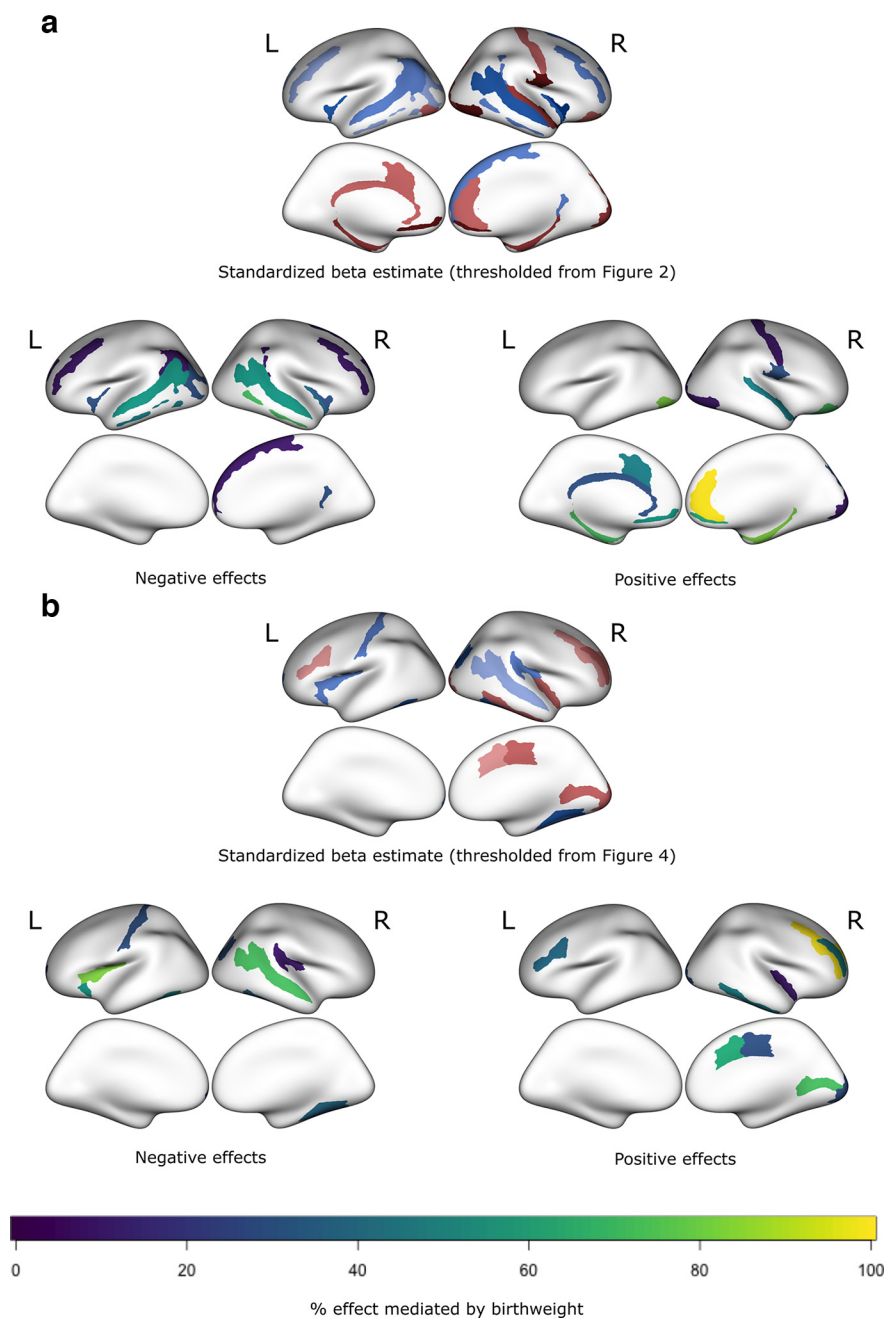 a
L R
Standardized beta estimate (thresholded from Figure 2)
L R L R
Negative effects Positive effects
b
L R
Standardized beta estimate (thresholded from Figure 4)
L R L R
Negative effects Positive effects
0 20 40 60 80 100
% effect mediated by birthweight